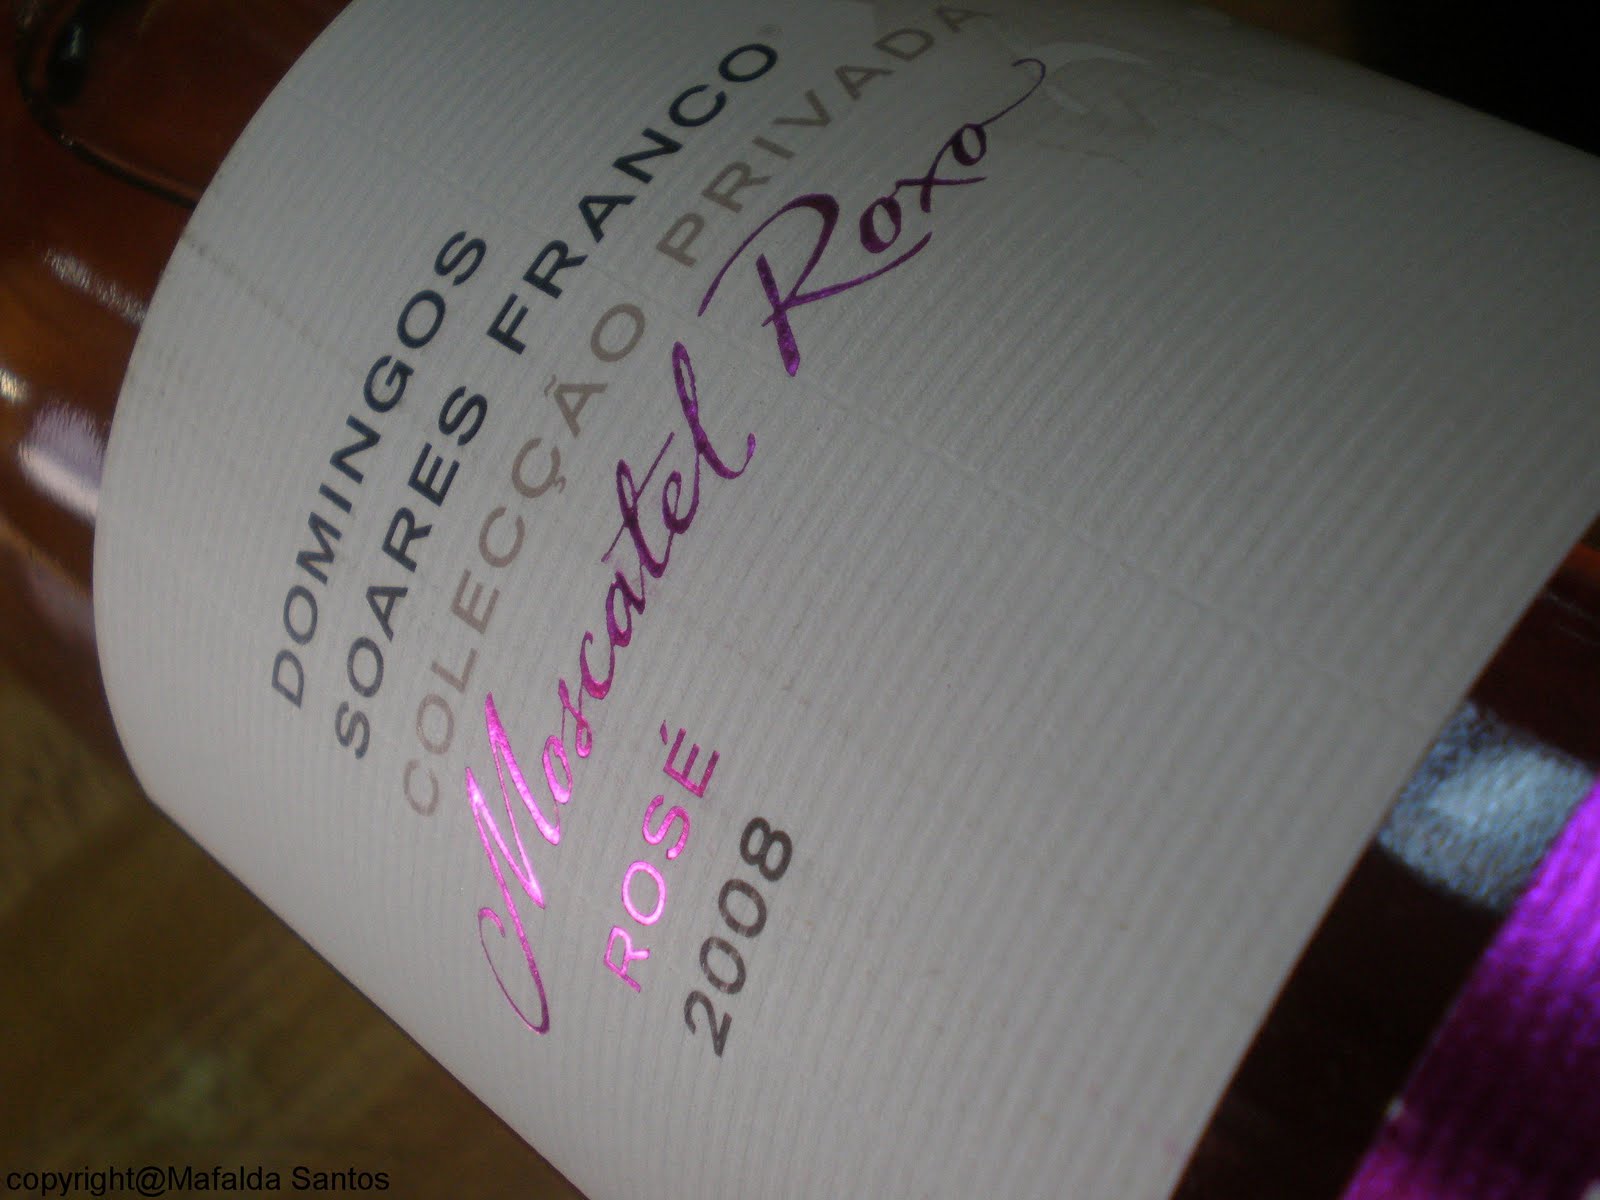 DOMINGOS
SOARES FRANCO
COLECÇÃO PRIVADA
Moscatel Roxo
ROSÉ
2008
copyright@Mafalda Santos